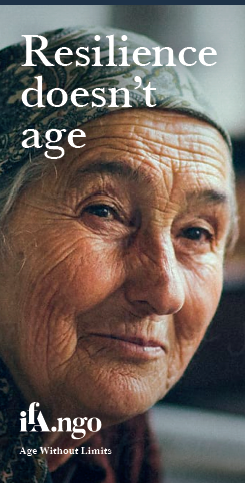 Resilience
doesn't
age
ifA.ngo
Age Without Limits